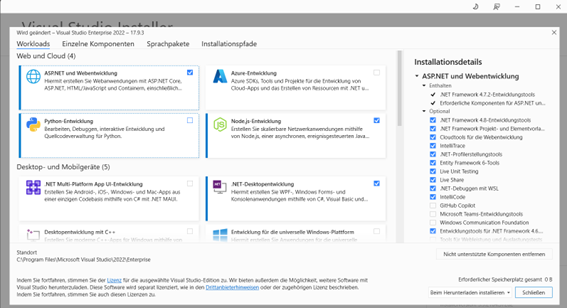 Visual Studio Installer
Wird geändert – Visual Studio Enterprise 2022 – 17.9.3
Workloads Einzelne Komponenten Sprachpakete Installationspfade
Web und Cloud (4)
ASP.NET und Webentwicklung
Hiermit erstellen Sie Webanwendungen mit ASP.NET Core,
ASP.NET, HTML/JavaScript und Containern, einschließlich...
Azure-Entwicklung
Azure SDKs, Tools und Projekte für die Entwicklung von
Cloud-Apps und das Erstellen von Ressourcen mit .NET u...
Python-Entwicklung
Bearbeiten, Debuggen, interaktive Entwicklung und
Quellcodeverwaltung für Python.
Node.js-Entwicklung
Erstellen Sie skalierbare Netzwerkanwendungen mithilfe
von Node.js, einer asynchronen, ereignisgesteuerten Jav...
Desktop- und Mobilgeräte (5)
.NET Multi-Platform App UI-Entwicklung
Erstellen Sie Android-, iOS-, Windows- und Mac-Apps aus
einer einzigen Codebasis mithilfe von C# mit .NET MAUI.
.NET-Desktopentwicklung
Hiermit erstellen Sie WPF-, Windows Forms- und
Konsolenanwendungen mithilfe von C#, Visual Basic und...
Desktopentwicklung mit C++
Entwicklung für die universelle Windows-Plattform
Installationsdetails
ASP.NET und Webentwicklung
Enthalten
.NET Framework 4.7.2-Entwicklungstools
Erforderliche Komponenten für ASP.NET un...
Optional
.NET Framework 4.8-Entwicklungstools
.NET Framework Projekt- und Elementvorla...
Cloudtools für die Webentwicklung
IntelliTrace
.NET-Profilerstellungstools
Entity Framework 6-Tools
Live Unit Testing
Live Share
.NET-Debuggen mit WSL
IntelliCode
GitHub Copilot
Microsoft Teams-Entwicklungstools
Windows Communication Foundation
Entwicklungstools für .NET Framework 4.6...
Standort
C:\Program Files\Microsoft Visual Studio\2022\Enterprise
Nicht unterstützte Komponenten entfernen
Indem Sie fortfahren, stimmen Sie der Lizenz für die ausgewählte Visual Studio-Edition zu. Wir bieten außerdem die Möglichkeit, weitere Software mit
Visual Studio herunterzuladen. Diese Software wird separat lizenziert, wie in den Drittanbieterhinweisen oder der zugehörigen Lizenz beschrieben.
Indem Sie fortfahren, stimmen Sie auch diesen Lizenzen zu.
Erforderlicher Speicherplatz gesamt 0 B
Beim Herunterladen installieren
Schließen